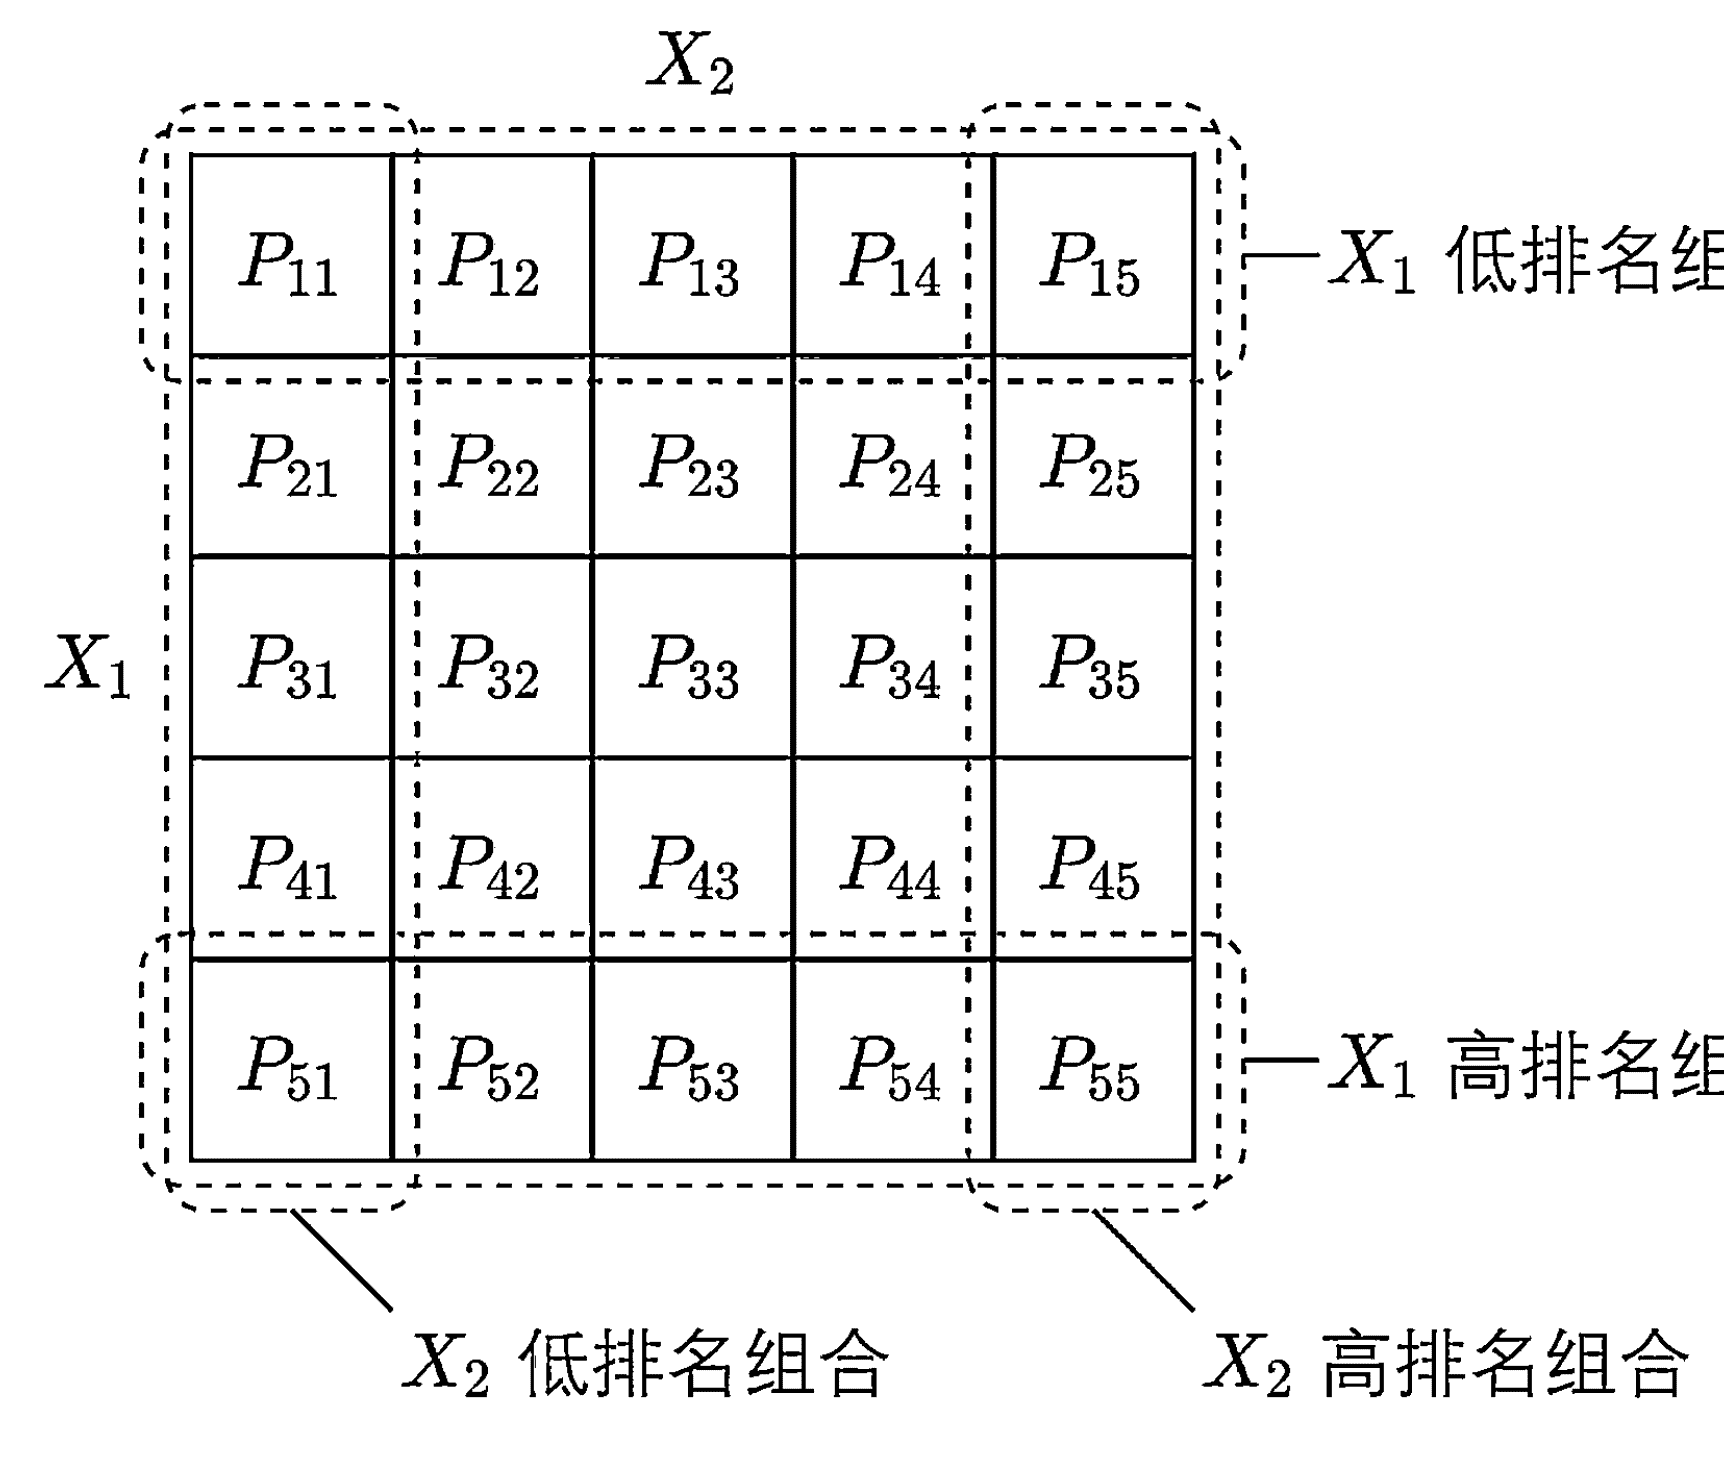 X₂
P₁₁ P₁₂ P₁₃ P₁₄ P₁₅ X₁ 低排名组
P₂₁ P₂₂ P₂₃ P₂₄ P₂₅
X₁ P₃₁ P₃₂ P₃₃ P₃₄ P₃₅
P₄₁ P₄₂ P₄₃ P₄₄ P₄₅
P₅₁ P₅₂ P₅₃ P₅₄ P₅₅ X₁ 高排名组
X₂ 低排名组合 X₂ 高排名组合